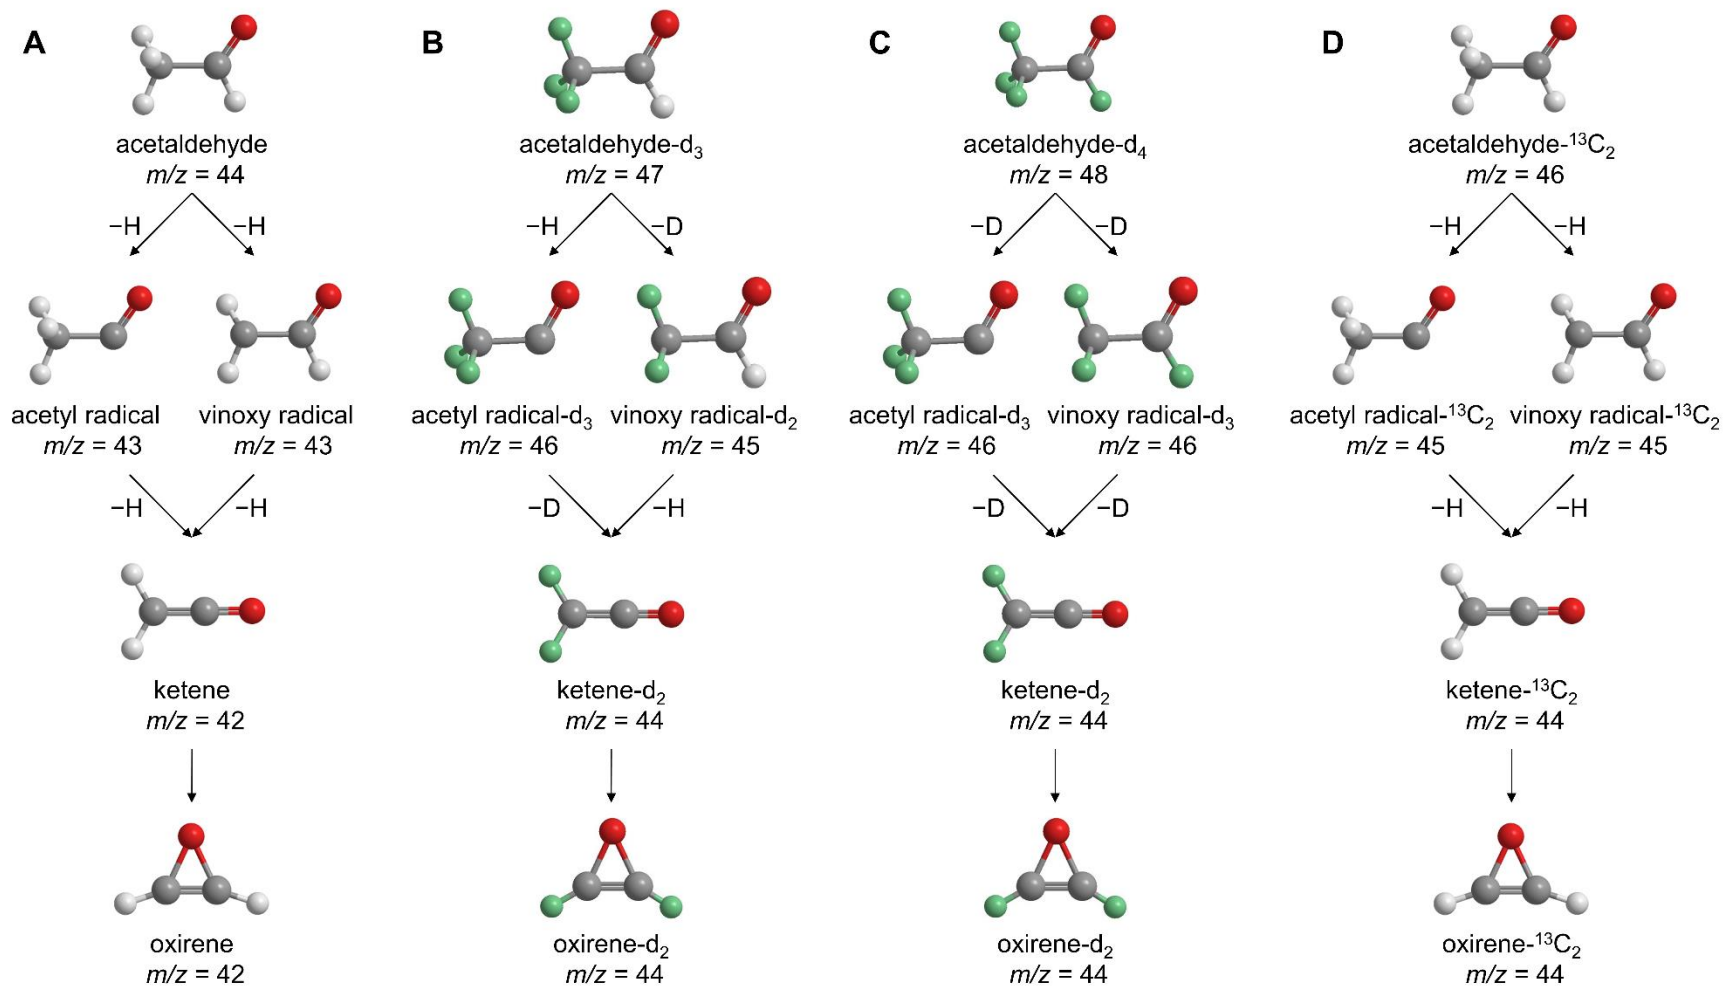 A
B
C
D
acetaldehyde
m/z = 44
acetaldehyde-d₃
m/z = 47
acetaldehyde-d₄
m/z = 48
acetaldehyde-¹³C₂
m/z = 46
−H
−H
−H
−D
−D
−D
−H
−H
acetyl radical
m/z = 43
vinoxy radical
m/z = 43
acetyl radical-d₃
m/z = 46
vinoxy radical-d₂
m/z = 45
acetyl radical-d₃
m/z = 46
vinoxy radical-d₃
m/z = 46
acetyl radical-¹³C₂
m/z = 45
vinoxy radical-¹³C₂
m/z = 45
−H
−H
−D
−H
−D
−D
−H
−H
ketene
m/z = 42
ketene-d₂
m/z = 44
ketene-d₂
m/z = 44
ketene-¹³C₂
m/z = 44
oxirene
m/z = 42
oxirene-d₂
m/z = 44
oxirene-d₂
m/z = 44
oxirene-¹³C₂
m/z = 44